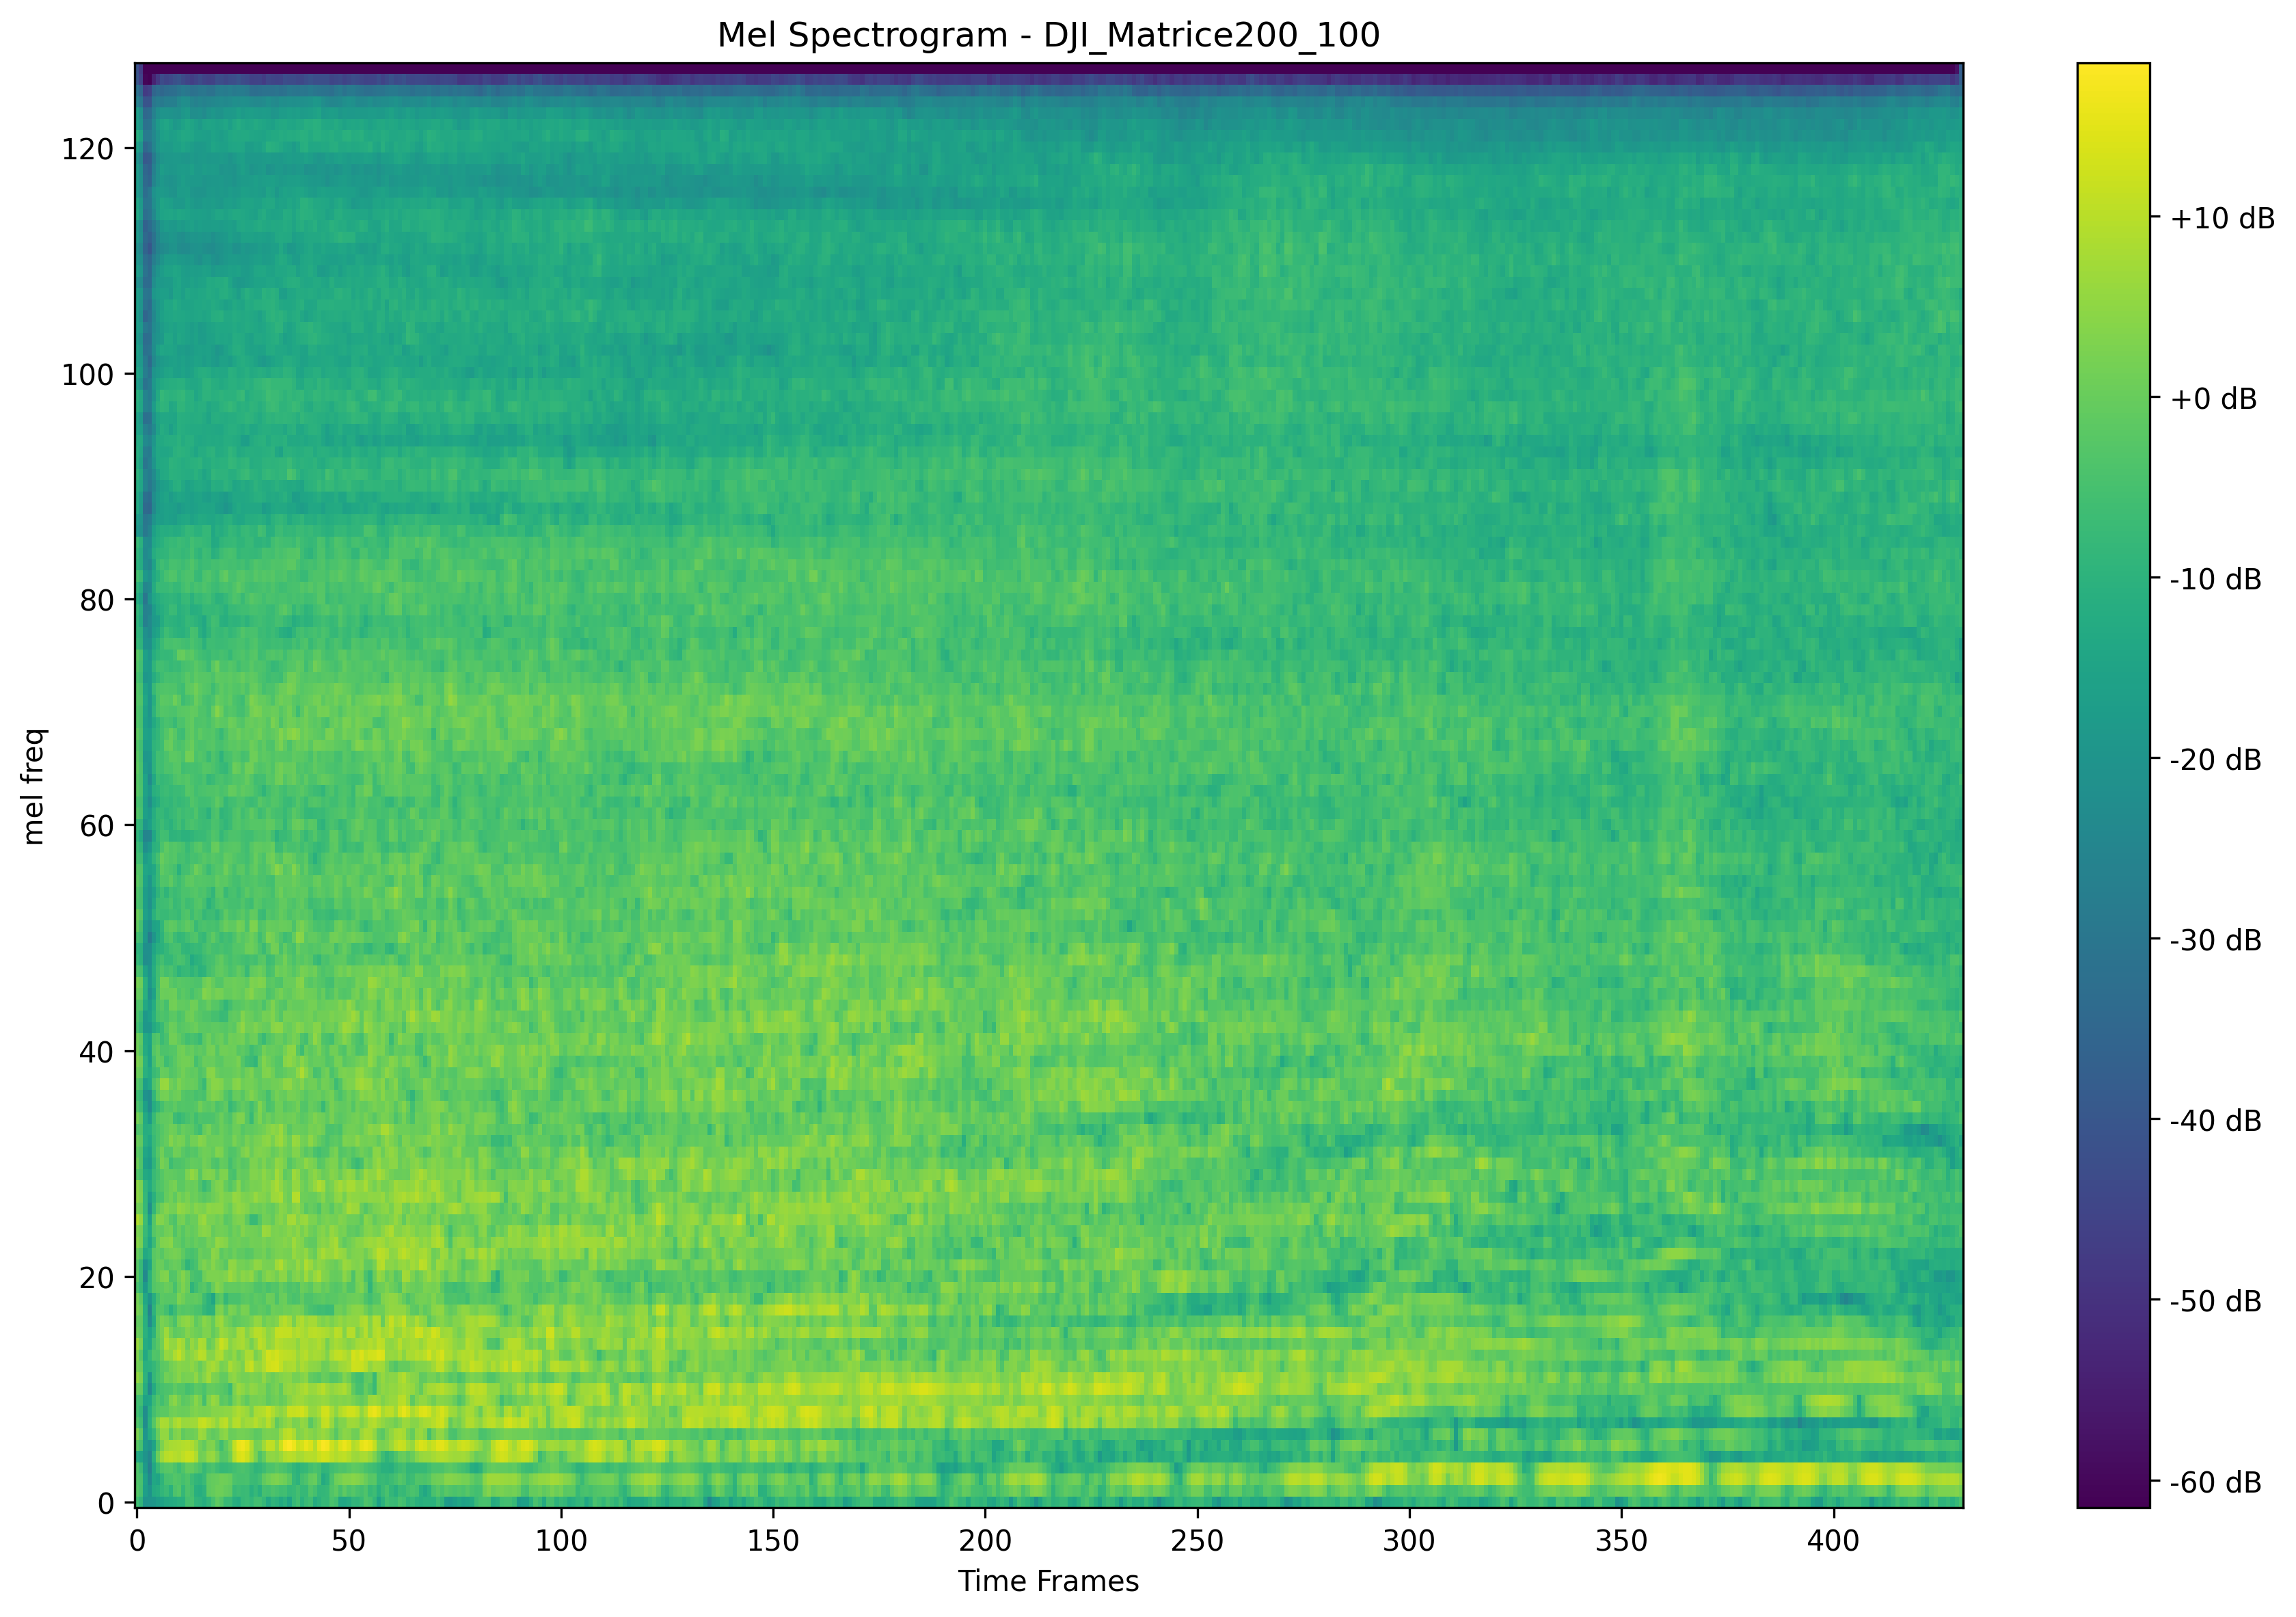 Mel Spectrogram - DJI_Matrice200_100
120
100
80
60
40
20
0
mel freq
0 50 100 150 200 250 300 350 400
Time Frames
+10 dB
+0 dB
-10 dB
-20 dB
-30 dB
-40 dB
-50 dB
-60 dB